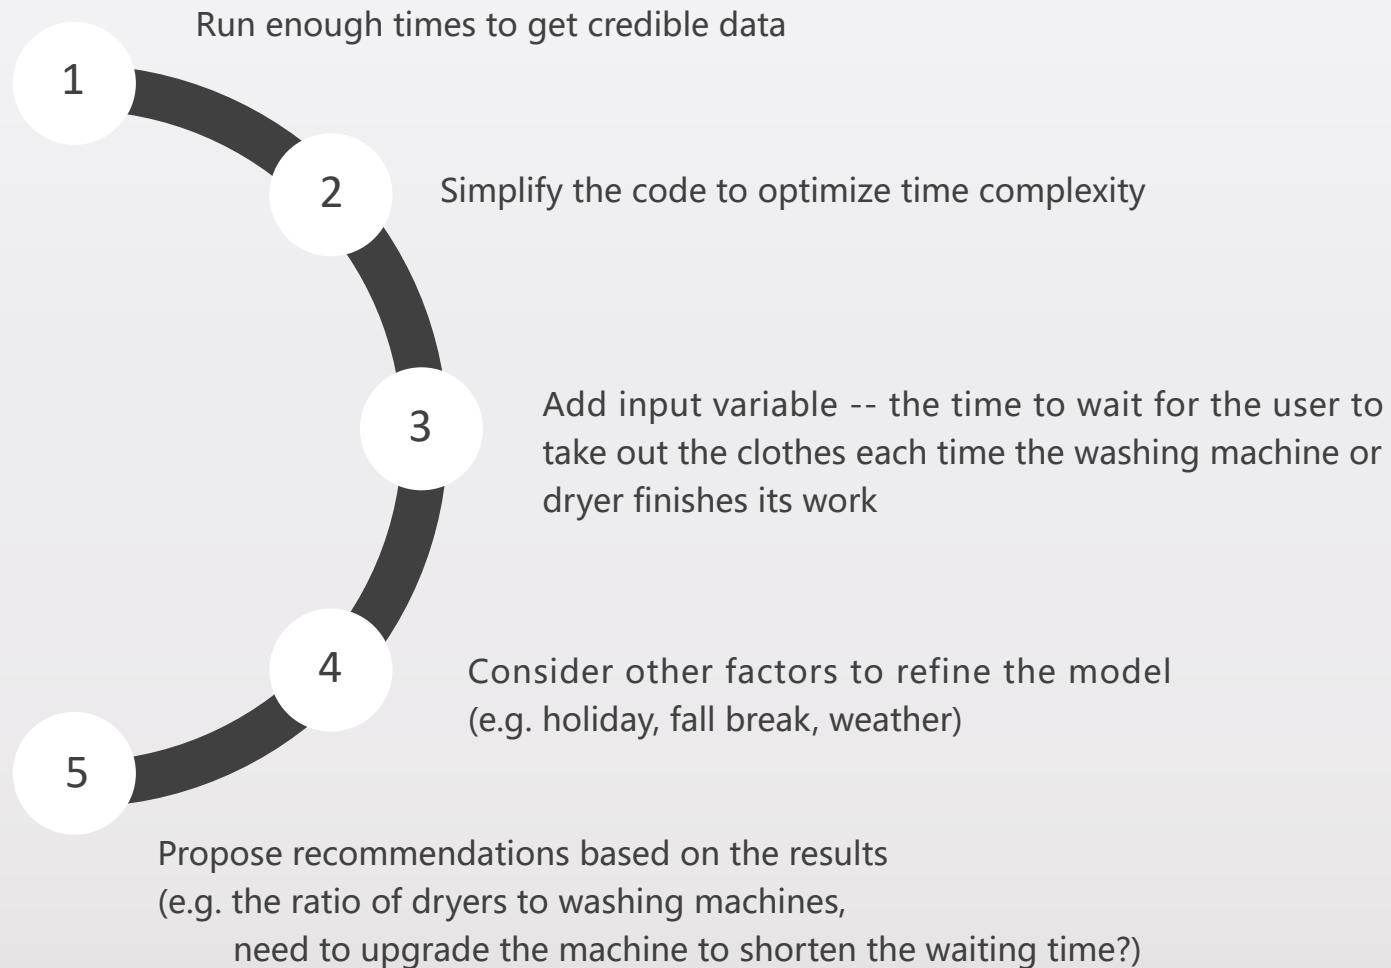 Run enough times to get credible data
1
2
Simplify the code to optimize time complexity
3
Add input variable -- the time to wait for the user to
take out the clothes each time the washing machine or
dryer finishes its work
4
Consider other factors to refine the model
(e.g. holiday, fall break, weather)
5
Propose recommendations based on the results
(e.g. the ratio of dryers to washing machines,
need to upgrade the machine to shorten the waiting time?)